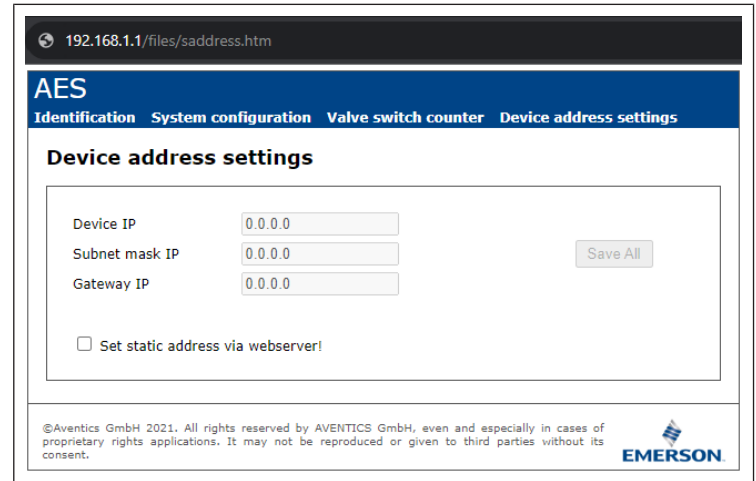 192.168.1.1/files/saddress.htm
AES
Identification System configuration Valve switch counter Device address settings
Device address settings
Device IP 0.0.0.0
Subnet mask IP 0.0.0.0 Save All
Gateway IP 0.0.0.0
Set static address via webserver!
©Aventics GmbH 2021. All rights reserved by AVENTICS GmbH, even and especially in cases of
proprietary rights applications. It may not be reproduced or given to third parties without its
consent.
EMERSON.